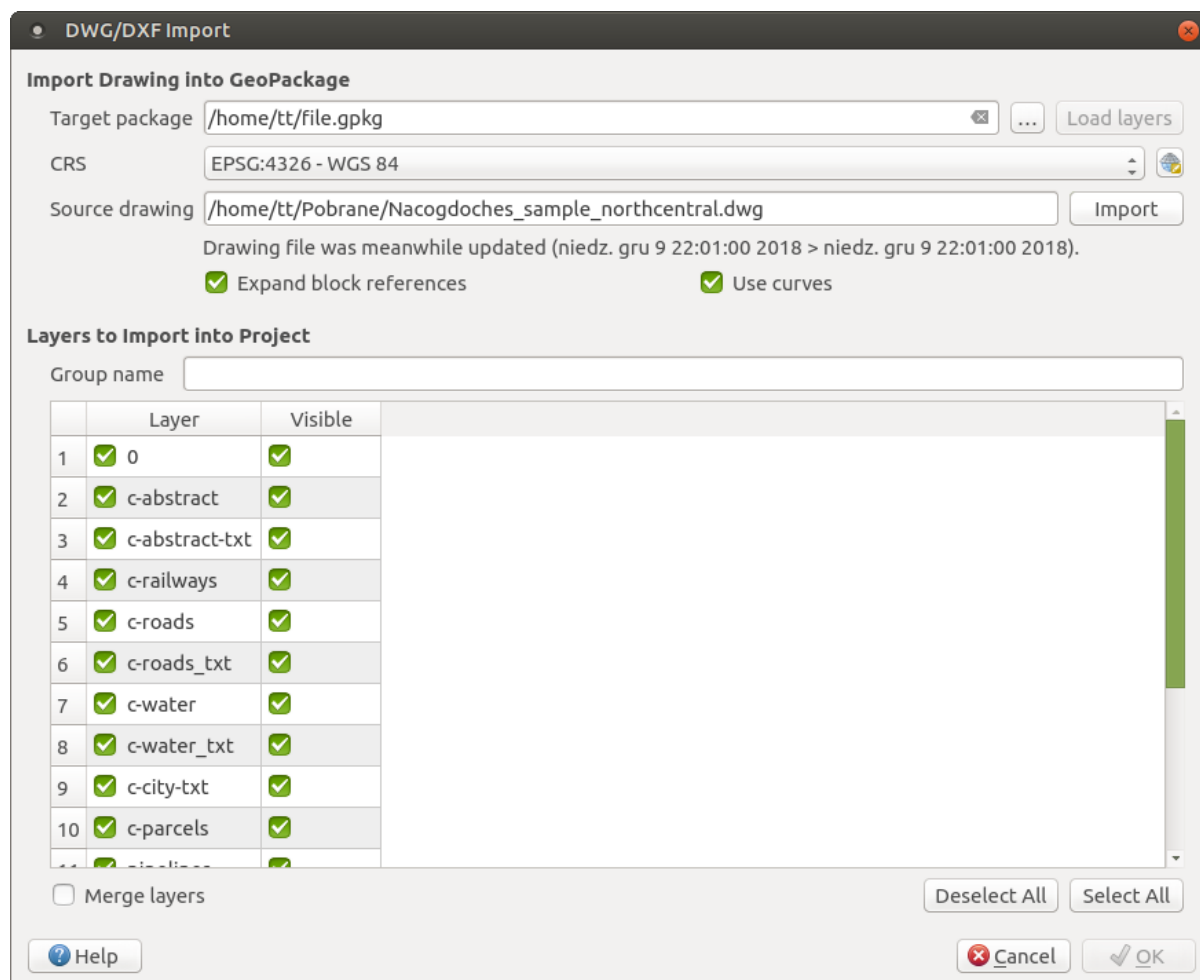 DWG/DXF Import
Import Drawing into GeoPackage
Target package /home/tt/file.gpkg ... Load layers
CRS EPSG:4326 - WGS 84
Source drawing /home/tt/Pobrane/Nacogdoches_sample_northcentral.dwg Import
Drawing file was meanwhile updated (niedz. gru 9 22:01:00 2018 > niedz. gru 9 22:01:00 2018).
Expand block references Use curves
Layers to Import into Project
Group name
Layer Visible
1 0
2 c-abstract
3 c-abstract-txt
4 c-railways
5 c-roads
6 c-roads_txt
7 c-water
8 c-water_txt
9 c-city-txt
10 c-parcels
11 pipelines
Merge layers Deselect All Select All
Help Cancel OK